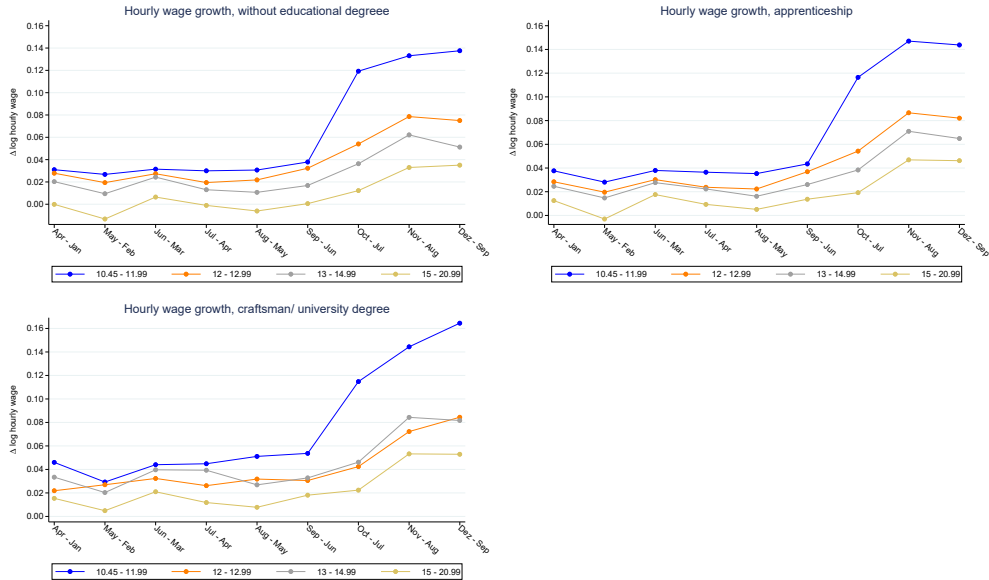 Hourly wage growth, without educational degreee
Δ log hourly wage
0.16
0.14
0.12
0.10
0.08
0.06
0.04
0.02
0.00
Apr - Jan
May - Feb
Jun - Mar
Jul - Apr
Aug - May
Sep - Jun
Oct - Jul
Nov - Aug
Dez - Sep
10.45 - 11.99 12 - 12.99 13 - 14.99 15 - 20.99
Hourly wage growth, apprenticeship
Δ log hourly wage
0.16
0.14
0.12
0.10
0.08
0.06
0.04
0.02
0.00
Apr - Jan
May - Feb
Jun - Mar
Jul - Apr
Aug - May
Sep - Jun
Oct - Jul
Nov - Aug
Dez - Sep
10.45 - 11.99 12 - 12.99 13 - 14.99 15 - 20.99
Hourly wage growth, craftsman/ university degree
Δ log hourly wage
0.16
0.14
0.12
0.10
0.08
0.06
0.04
0.02
0.00
Apr - Jan
May - Feb
Jun - Mar
Jul - Apr
Aug - May
Sep - Jun
Oct - Jul
Nov - Aug
Dez - Sep
10.45 - 11.99 12 - 12.99 13 - 14.99 15 - 20.99